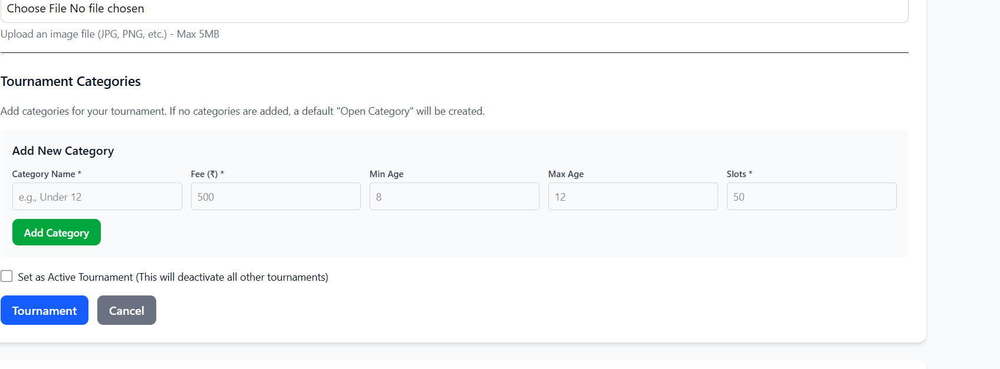 Choose File No file chosen
Upload an image file (JPG, PNG, etc.) - Max 5MB
Tournament Categories
Add categories for your tournament. If no categories are added, a default "Open Category" will be created.
Add New Category
Category Name * Fee (₹) * Min Age Max Age Slots *
e.g., Under 12 500 8 12 50
Add Category
Set as Active Tournament (This will deactivate all other tournaments)
Tournament Cancel